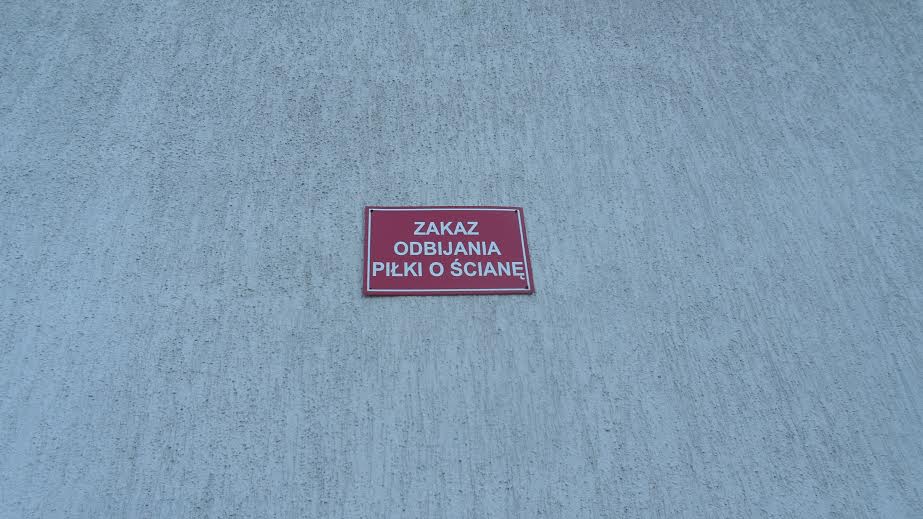 ZAKAZ
ODBIJANIA
PIŁKI O ŚCIANĘ